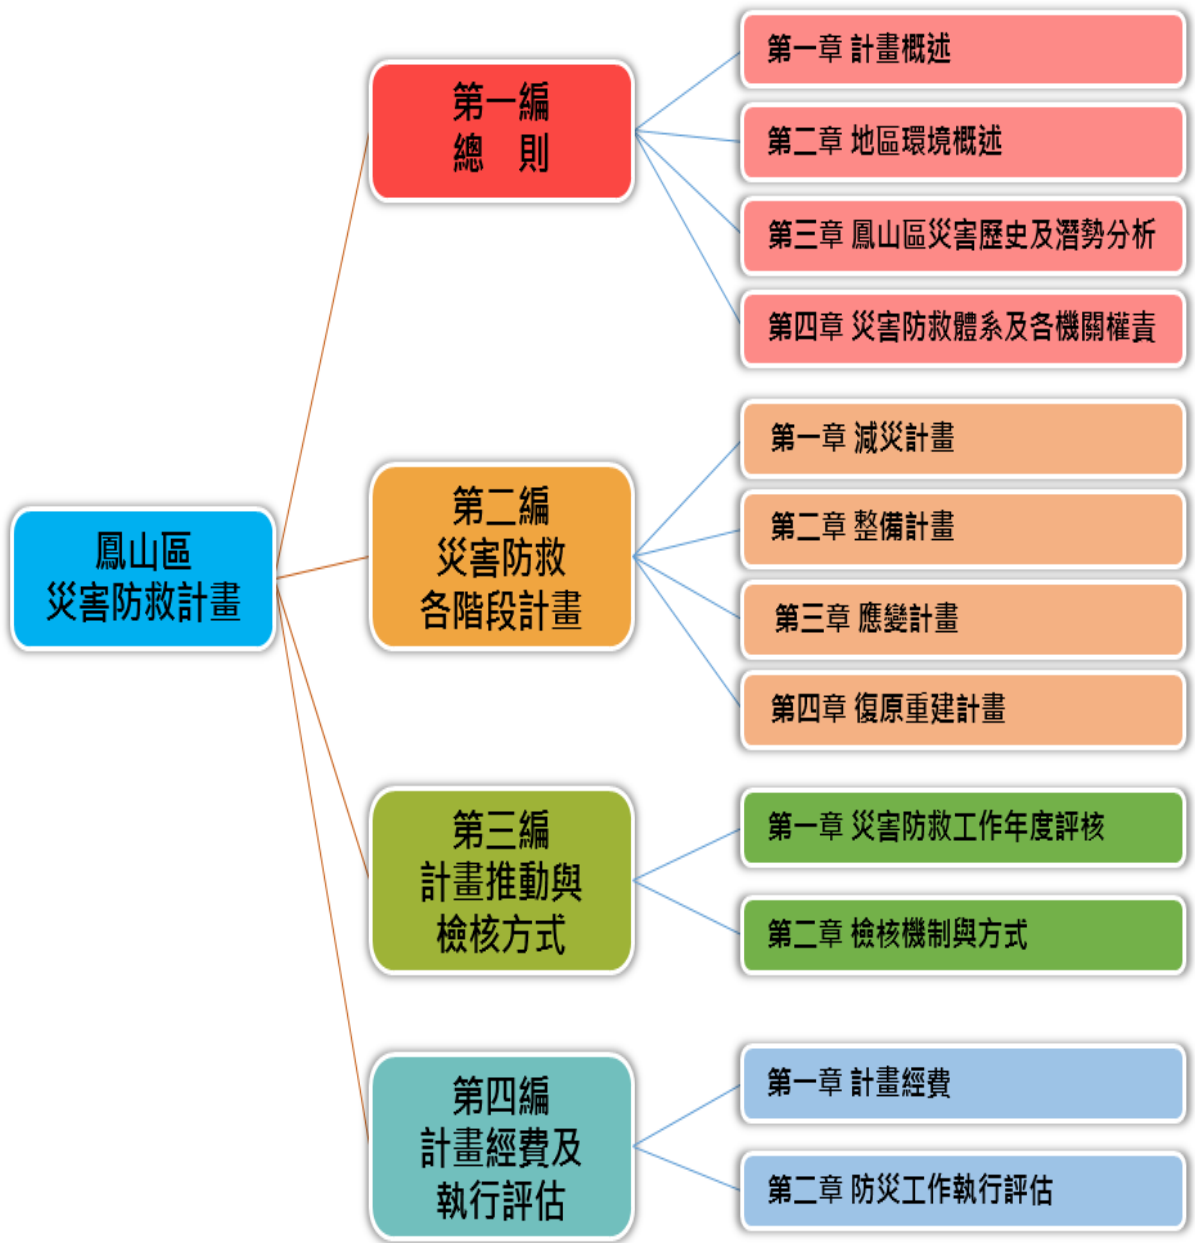 鳳山區
災害防救計畫
第一編
總　則
第一章 計畫概述
第二章 地區環境概述
第三章 鳳山區災害歷史及潛勢分析
第四章 災害防救體系及各機關權責
第二編
災害防救
各階段計畫
第一章 減災計畫
第二章 整備計畫
第三章 應變計畫
第四章 復原重建計畫
第三編
計畫推動與
檢核方式
第一章 災害防救工作年度評核
第二章 檢核機制與方式
第四編
計畫經費及
執行評估
第一章 計畫經費
第二章 防災工作執行評估